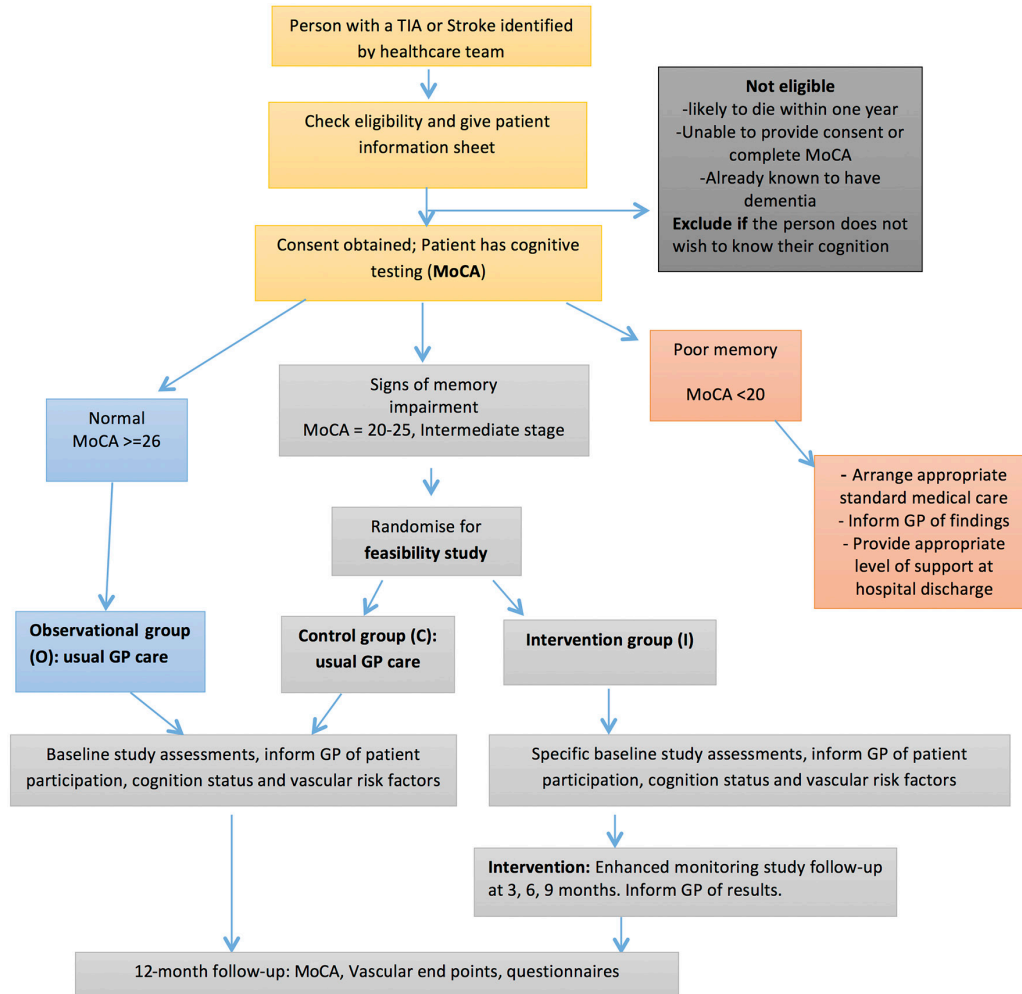 Person with a TIA or Stroke identified
by healthcare team
Check eligibility and give patient
information sheet
Not eligible
-likely to die within one year
-Unable to provide consent or
complete MoCA
-Already known to have
dementia
Exclude if the person does not
wish to know their cognition
Consent obtained; Patient has cognitive
testing (MoCA)
Normal
MoCA >=26
Signs of memory
impairment
MoCA = 20-25, Intermediate stage
Poor memory
MoCA <20
- Arrange appropriate
standard medical care
- Inform GP of findings
- Provide appropriate
level of support at
hospital discharge
Randomise for
feasibility study
Observational group
(O): usual GP care
Control group (C):
usual GP care
Intervention group (I)
Baseline study assessments, inform GP of patient
participation, cognition status and vascular risk factors
Specific baseline study assessments, inform GP of patient
participation, cognition status and vascular risk factors
Intervention: Enhanced monitoring study follow-up
at 3, 6, 9 months. Inform GP of results.
12-month follow-up: MoCA, Vascular end points, questionnaires